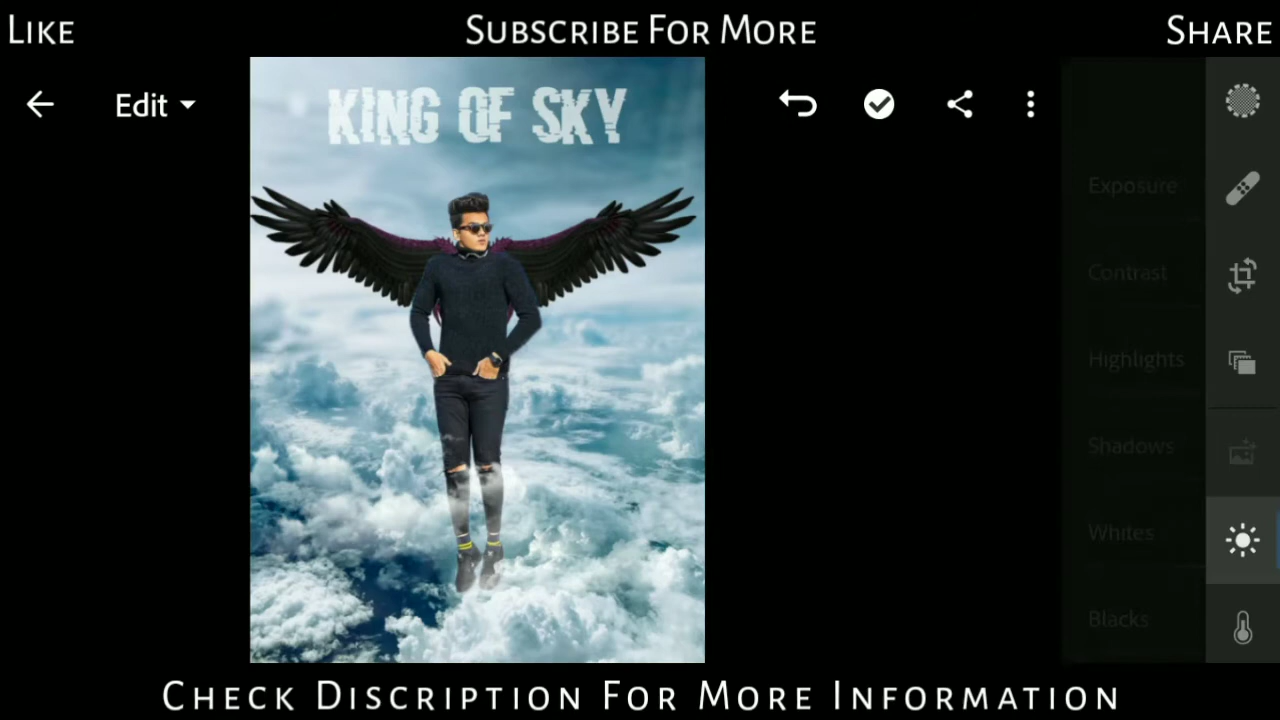 LIKE
SUBSCRIBE FOR MORE
SHARE
Edit
KING OF SKY
Exposure
Contrast
Highlights
Shadows
Whites
Blacks
CHECK DISCRIPTION FOR MORE INFORMATION